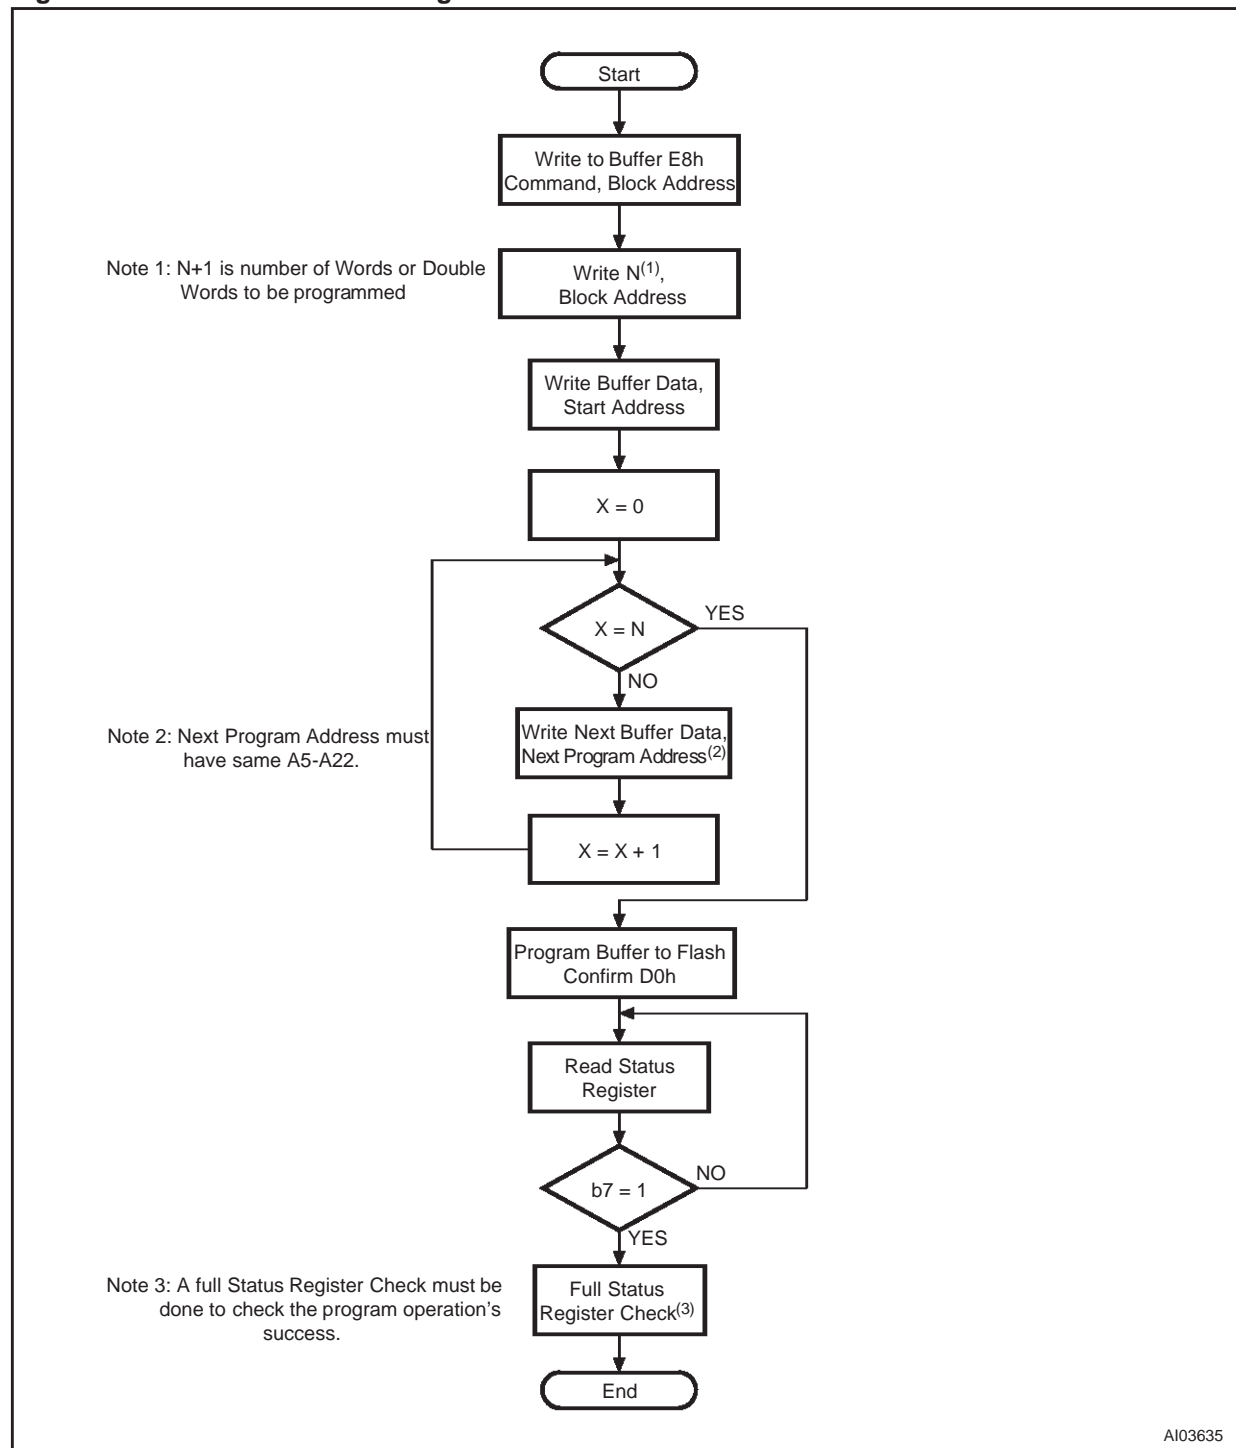 Start
Write to Buffer E8h
Command, Block Address
Note 1: N+1 is number of Words or Double
Words to be programmed
Write N(1),
Block Address
Write Buffer Data,
Start Address
X = 0
X = N
YES
NO
Note 2: Next Program Address must
have same A5-A22.
Write Next Buffer Data,
Next Program Address(2)
X = X + 1
Program Buffer to Flash
Confirm D0h
Read Status
Register
b7 = 1
NO
YES
Note 3: A full Status Register Check must be
done to check the program operation's
success.
Full Status
Register Check(3)
End
AI03635